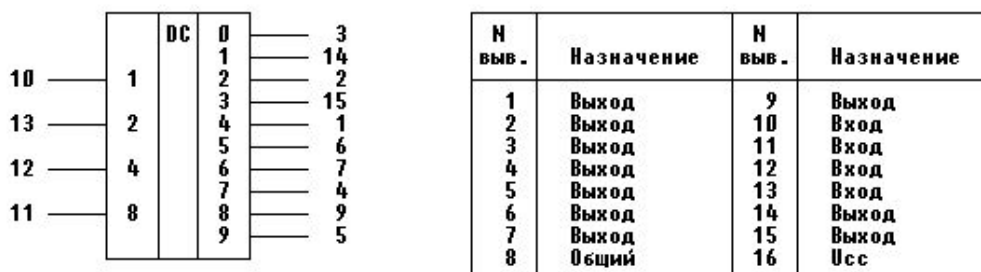 DC 0 3
1 14
10 1 2 2
3 15
13 2 4 1
5 6
12 4 6 7
7 4
11 8 8 9
9 5
N выв. Назначение N выв. Назначение
1 Выход 9 Выход
2 Выход 10 Вход
3 Выход 11 Вход
4 Выход 12 Вход
5 Выход 13 Вход
6 Выход 14 Выход
7 Выход 15 Выход
8 Общий 16 Ucc